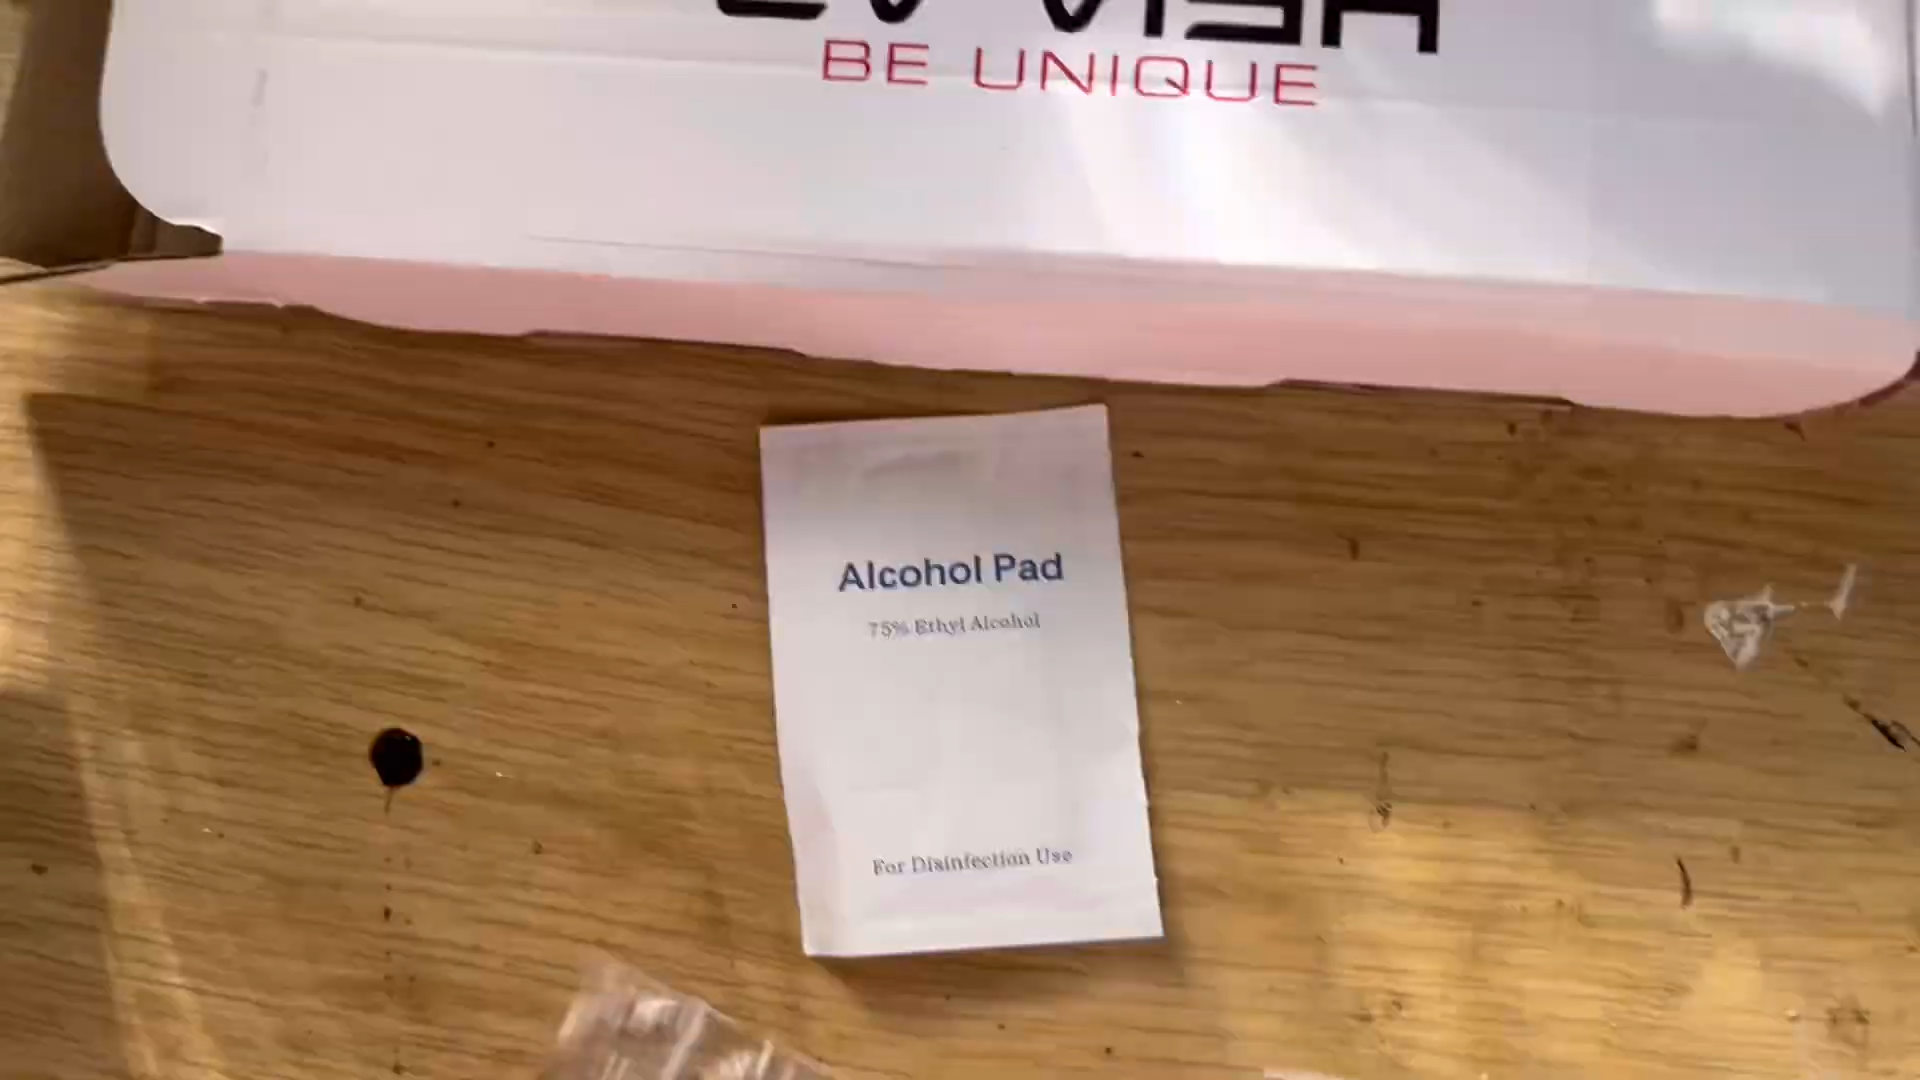 BE UNIQUE
Alcohol Pad
75% Ethyl Alcohol
For Disinfection Use